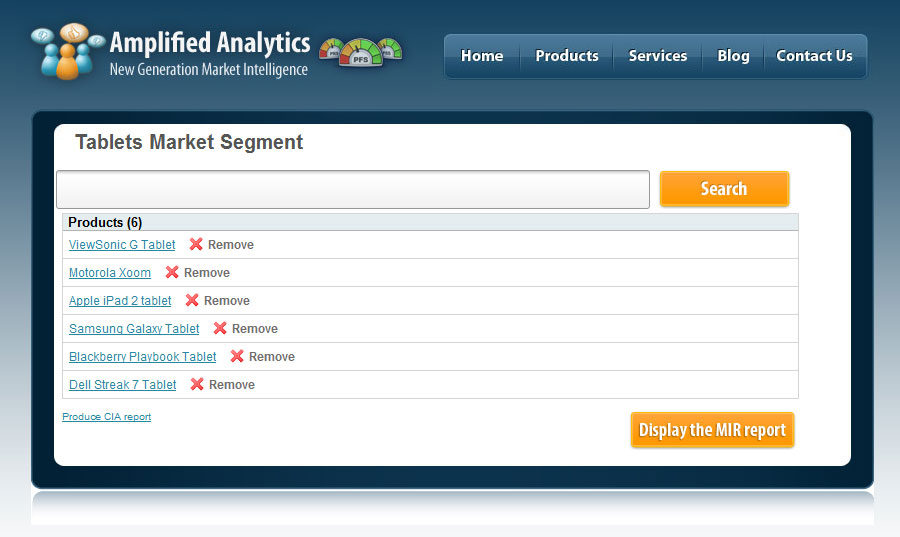 Amplified Analytics
New Generation Market Intelligence
PFS
Home Products Services Blog Contact Us
Tablets Market Segment
Search
Products (6)
ViewSonic G Tablet Remove
Motorola Xoom Remove
Apple iPad 2 tablet Remove
Samsung Galaxy Tablet Remove
Blackberry Playbook Tablet Remove
Dell Streak 7 Tablet Remove
Produce CIA report
Display the MIR report